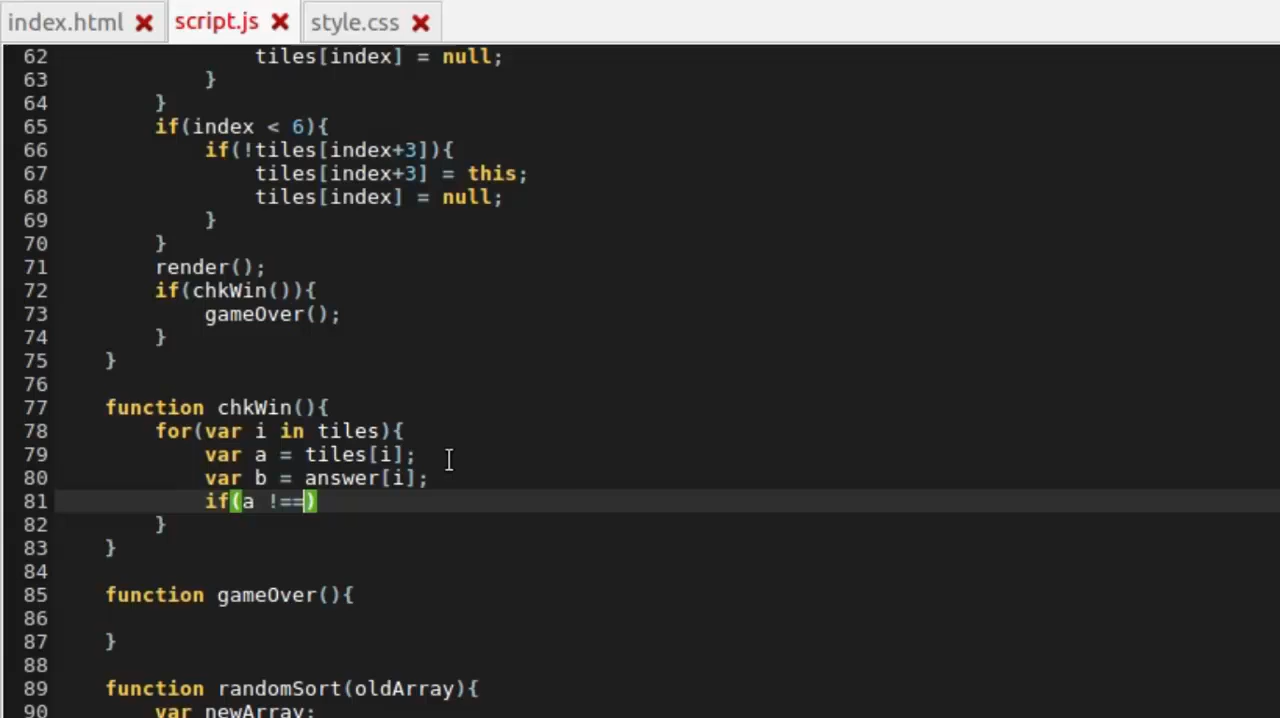 index.html script.js style.css
62                 tiles[index] = null;
63             }
64         }
65         if(index < 6){
66             if(!tiles[index+3]){
67                 tiles[index+3] = this;
68                 tiles[index] = null;
69             }
70         }
71         render();
72         if(chkWin()){
73             gameOver();
74         }
75     }
76
77     function chkWin(){
78         for(var i in tiles){
79             var a = tiles[i];
80             var b = answer[i];
81             if(a !==)
82         }
83     }
84
85     function gameOver(){
86
87     }
88
89     function randomSort(oldArray){
90         var newArray;